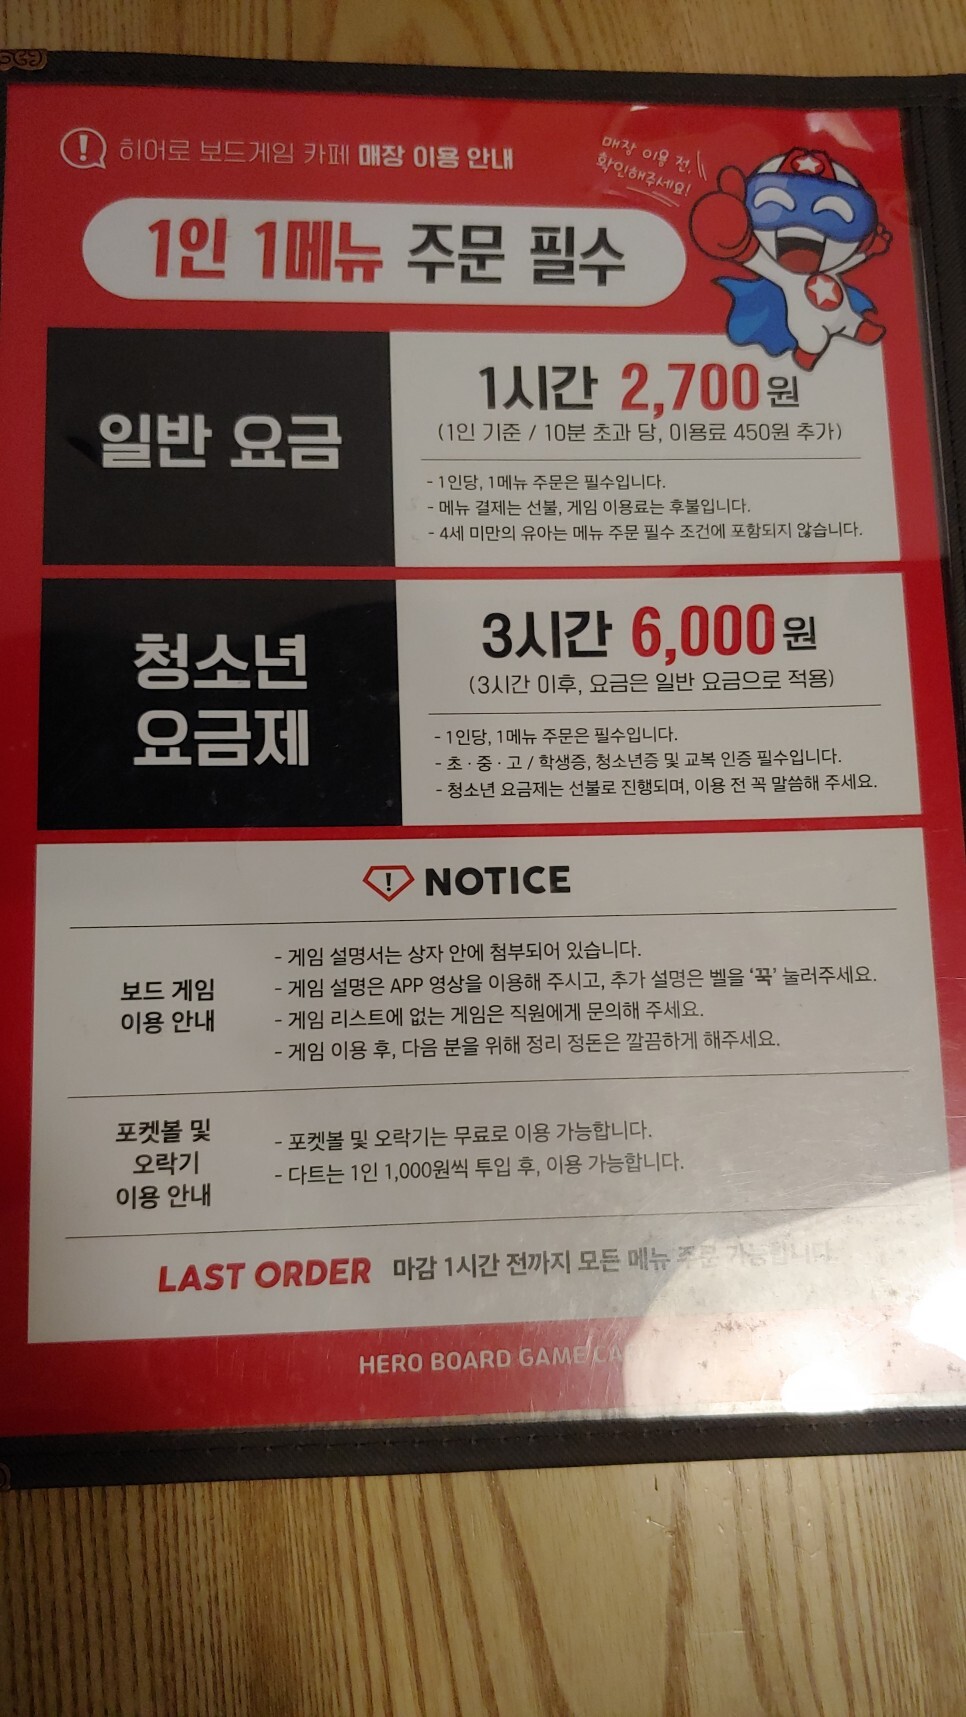 히어로 보드게임 카페 매장 이용 안내
매장 이용 전,
확인해주세요!
1인 1메뉴 주문 필수
일반 요금
1시간 2,700원
(1인 기준 / 10분 초과 당, 이용료 450원 추가)
- 1인당, 1메뉴 주문은 필수입니다.
- 메뉴 결제는 선불, 게임 이용료는 후불입니다.
- 4세 미만의 유아는 메뉴 주문 필수 조건에 포함되지 않습니다.
청소년
요금제
3시간 6,000원
(3시간 이후, 요금은 일반 요금으로 적용)
- 1인당, 1메뉴 주문은 필수입니다.
- 초 · 중 · 고 / 학생증, 청소년증 및 교복 인증 필수입니다.
- 청소년 요금제는 선불로 진행되며, 이용 전 꼭 말씀해 주세요.
NOTICE
보드 게임
이용 안내
- 게임 설명서는 상자 안에 첨부되어 있습니다.
- 게임 설명은 APP 영상을 이용해 주시고, 추가 설명은 벨을 ‘꾹’ 눌러주세요.
- 게임 리스트에 없는 게임은 직원에게 문의해 주세요.
- 게임 이용 후, 다음 분을 위해 정리 정돈은 깔끔하게 해주세요.
포켓볼 및
오락기
이용 안내
- 포켓볼 및 오락기는 무료로 이용 가능합니다.
- 다트는 1인 1,000원씩 투입 후, 이용 가능합니다.
LAST ORDER 마감 1시간 전까지 모든 메뉴 주문 가능합니다.
HERO BOARD GAME